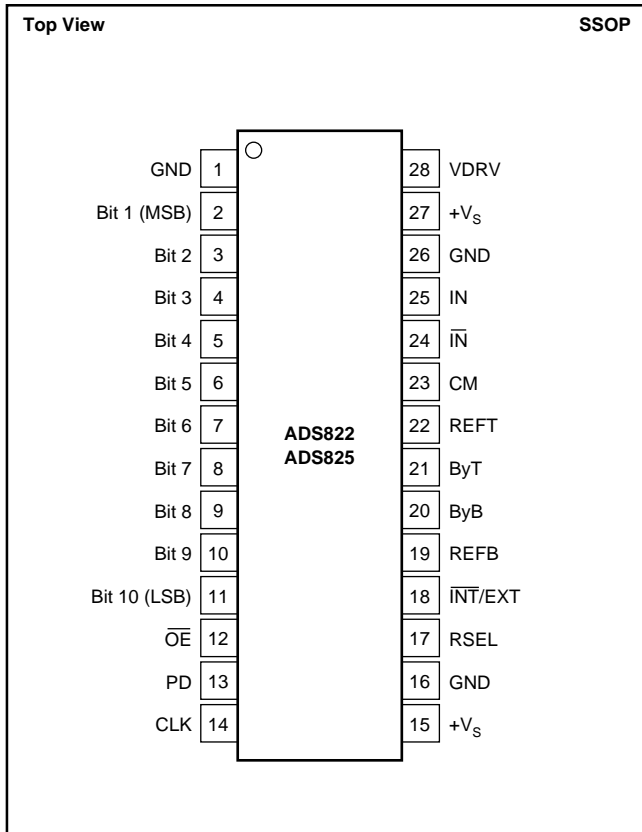 Top View SSOP
GND 1 28 VDRV
Bit 1 (MSB) 2 27 +VS
Bit 2 3 26 GND
Bit 3 4 25 IN
Bit 4 5 24 I̅N̅
Bit 5 6 23 CM
Bit 6 7 22 REFT
ADS822
ADS825
Bit 7 8 21 ByT
Bit 8 9 20 ByB
Bit 9 10 19 REFB
Bit 10 (LSB) 11 18 I̅N̅T̅/EXT
O̅E̅ 12 17 RSEL
PD 13 16 GND
CLK 14 15 +VS